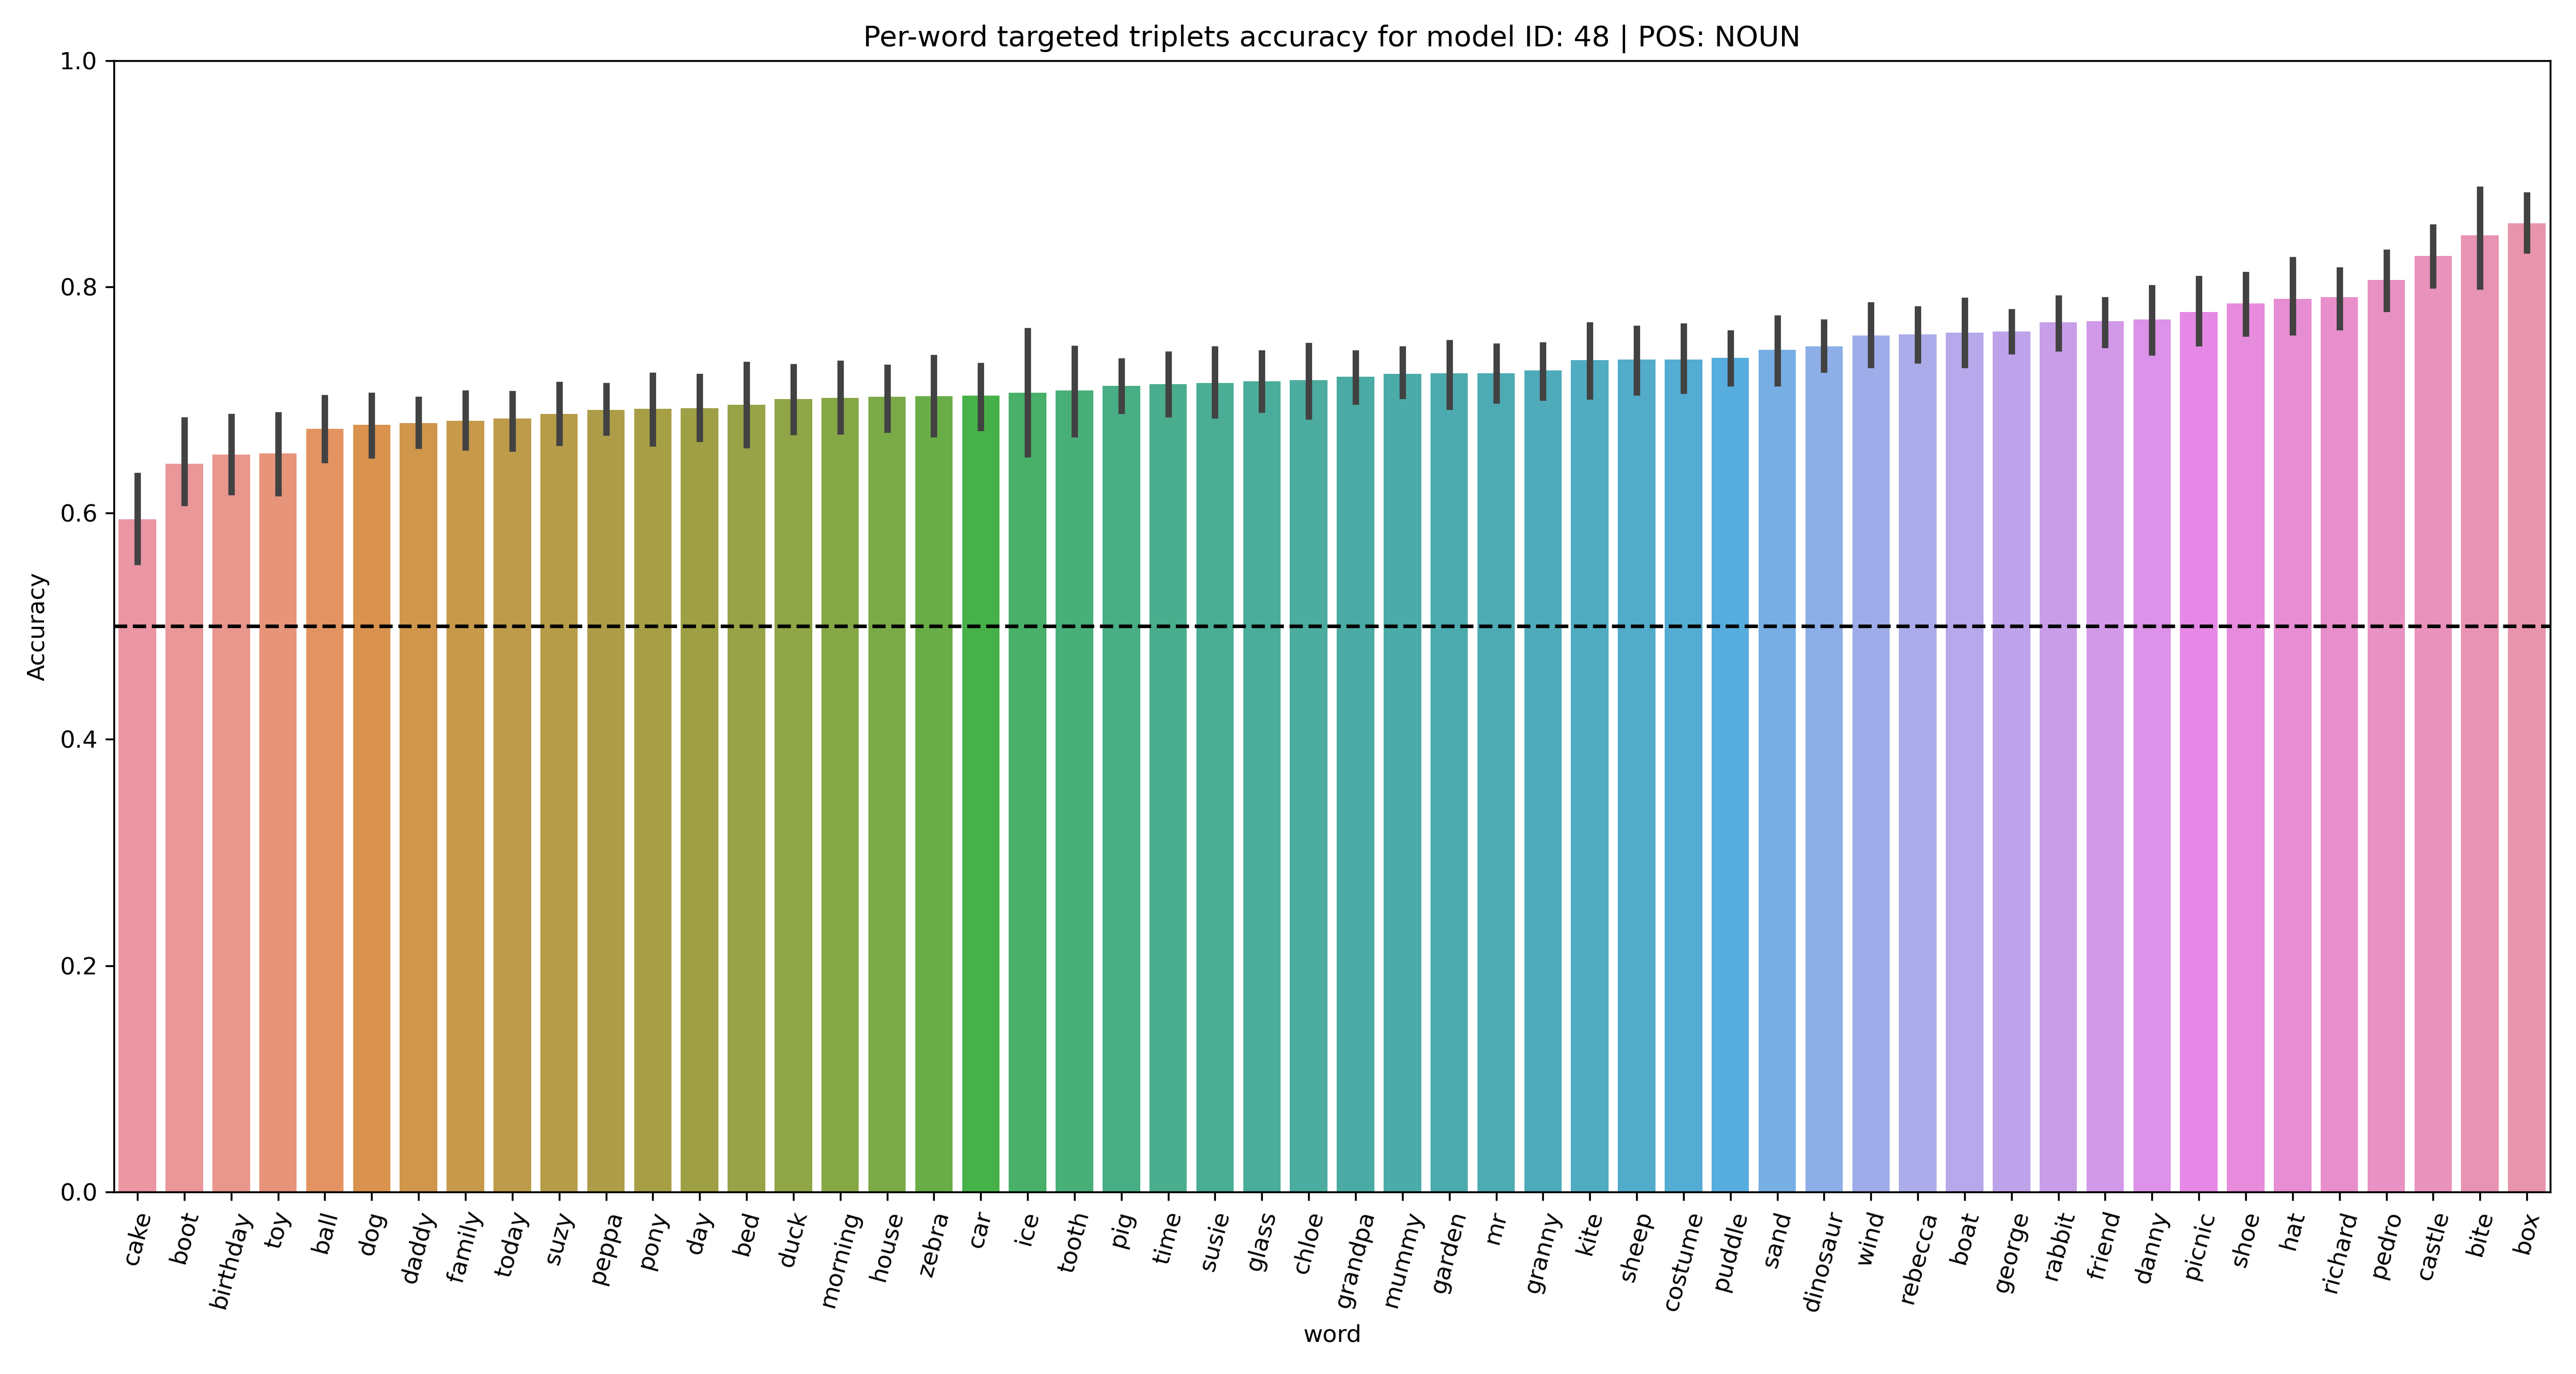 Per-word targeted triplets accuracy for model ID: 48 | POS: NOUN
1.0
0.8
0.6
0.4
0.2
0.0
Accuracy
cake
boot
birthday
toy
ball
dog
daddy
family
today
suzy
peppa
pony
day
bed
duck
morning
house
zebra
car
ice
tooth
pig
time
susie
glass
chloe
grandpa
mummy
garden
mr
granny
kite
sheep
costume
puddle
sand
dinosaur
wind
rebecca
boat
george
rabbit
friend
danny
picnic
shoe
hat
richard
pedro
castle
bite
box
word